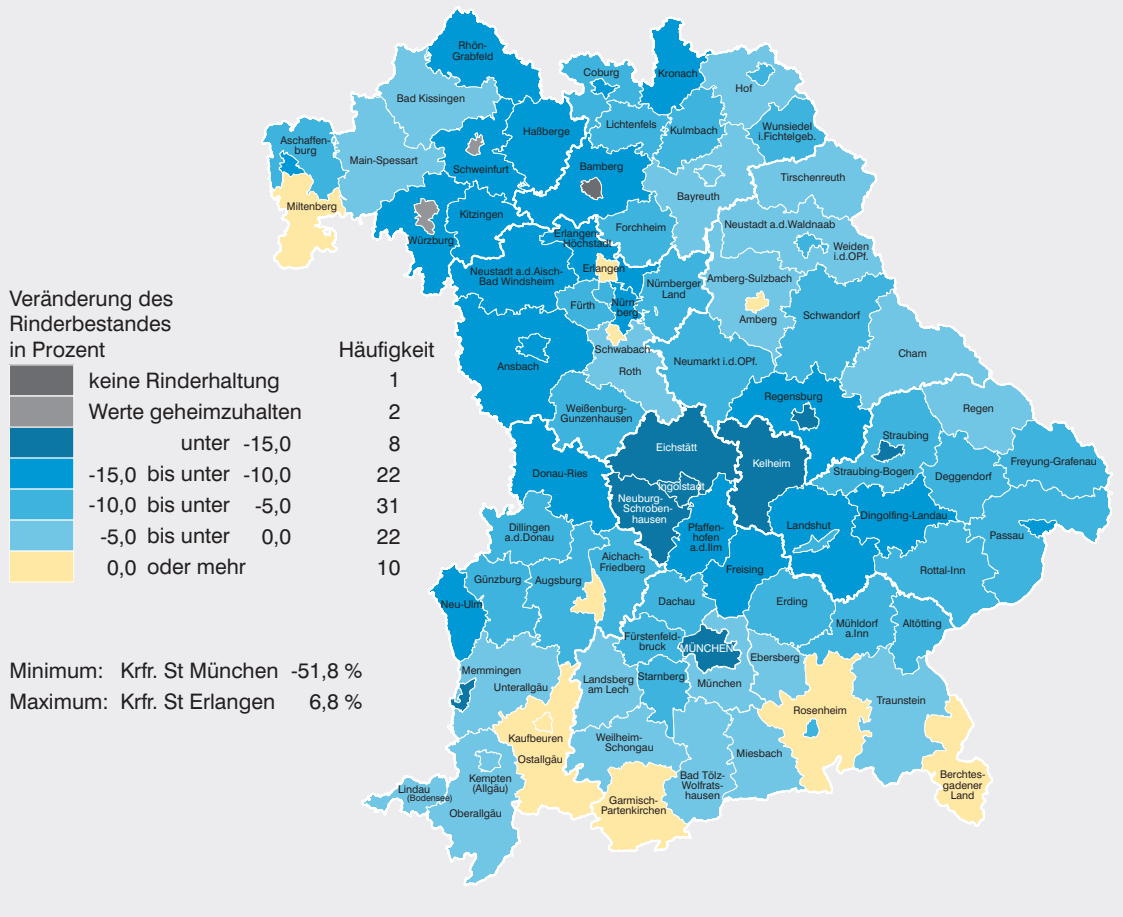 Veränderung des
Rinderbestandes
in Prozent
Häufigkeit
keine Rinderhaltung 1
Werte geheimzuhalten 2
unter -15,0 8
-15,0 bis unter -10,0 22
-10,0 bis unter -5,0 31
-5,0 bis unter 0,0 22
0,0 oder mehr 10
Minimum: Krfr. St München -51,8 %
Maximum: Krfr. St Erlangen 6,8 %
Rhön-
Grabfeld
Coburg
Kronach
Hof
Bad Kissingen
Lichtenfels
Kulmbach
Wunsiedel
i.Fichtelgeb.
Haßberge
Aschaffen-
burg
Main-Spessart
Schweinfurt
Bamberg
Tirschenreuth
Bayreuth
Miltenberg
Kitzingen
Würzburg
Forchheim
Neustadt a.d.Waldnaab
Erlangen-
Höchstadt
Weiden
i.d.OPf.
Erlangen
Neustadt a.d.Aisch-
Bad Windsheim
Nürnberger
Land
Amberg-Sulzbach
Fürth
Nürn-
berg
Amberg
Schwandorf
Schwabach
Roth
Ansbach
Neumarkt i.d.OPf.
Cham
Weißenburg-
Gunzenhausen
Regensburg
Regen
Eichstätt
Straubing
Kelheim
Donau-Ries
Straubing-Bogen
Deggendorf
Freyung-Grafenau
Ingolstadt
Neuburg-
Schroben-
hausen
Dillingen
a.d.Donau
Pfaffen-
hofen
a.d.Ilm
Landshut
Dingolfing-Landau
Passau
Aichach-
Friedberg
Freising
Rottal-Inn
Günzburg
Augsburg
Neu-Ulm
Dachau
Erding
Mühldorf
a.Inn
Altötting
Fürstenfeld-
bruck
MÜNCHEN
Ebersberg
Memmingen
Unterallgäu
Landsberg
am Lech
Starnberg
München
Traunstein
Rosenheim
Kaufbeuren
Ostallgäu
Weilheim-
Schongau
Miesbach
Kempten
(Allgäu)
Bad Tölz-
Wolfrats-
hausen
Berchtes-
gadener
Land
Lindau
(Bodensee)
Oberallgäu
Garmisch-
Partenkirchen